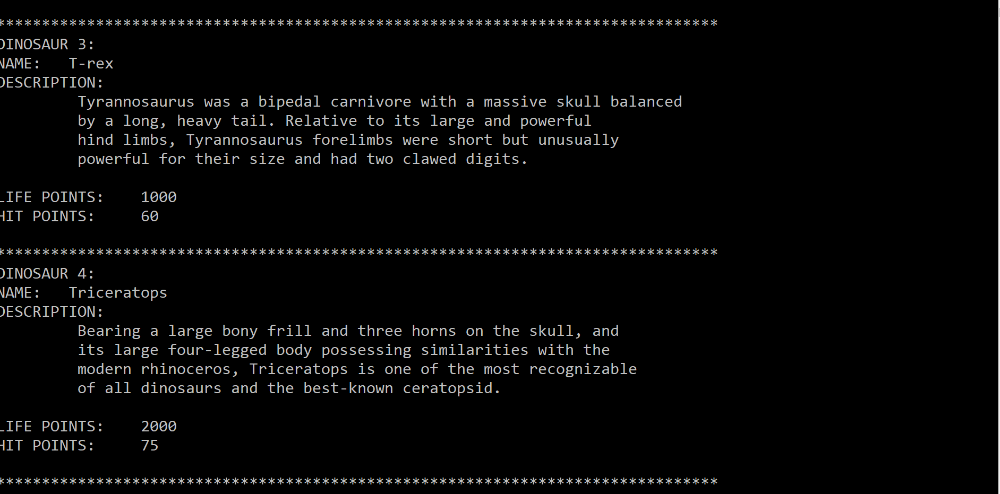 ********************************************************************************
DINOSAUR 3:
NAME:   T-rex
DESCRIPTION:
Tyrannosaurus was a bipedal carnivore with a massive skull balanced
by a long, heavy tail. Relative to its large and powerful
hind limbs, Tyrannosaurus forelimbs were short but unusually
powerful for their size and had two clawed digits.
LIFE POINTS:    1000
HIT POINTS:     60
********************************************************************************
DINOSAUR 4:
NAME:   Triceratops
DESCRIPTION:
Bearing a large bony frill and three horns on the skull, and
its large four-legged body possessing similarities with the
modern rhinoceros, Triceratops is one of the most recognizable
of all dinosaurs and the best-known ceratopsid.
LIFE POINTS:    2000
HIT POINTS:     75
********************************************************************************